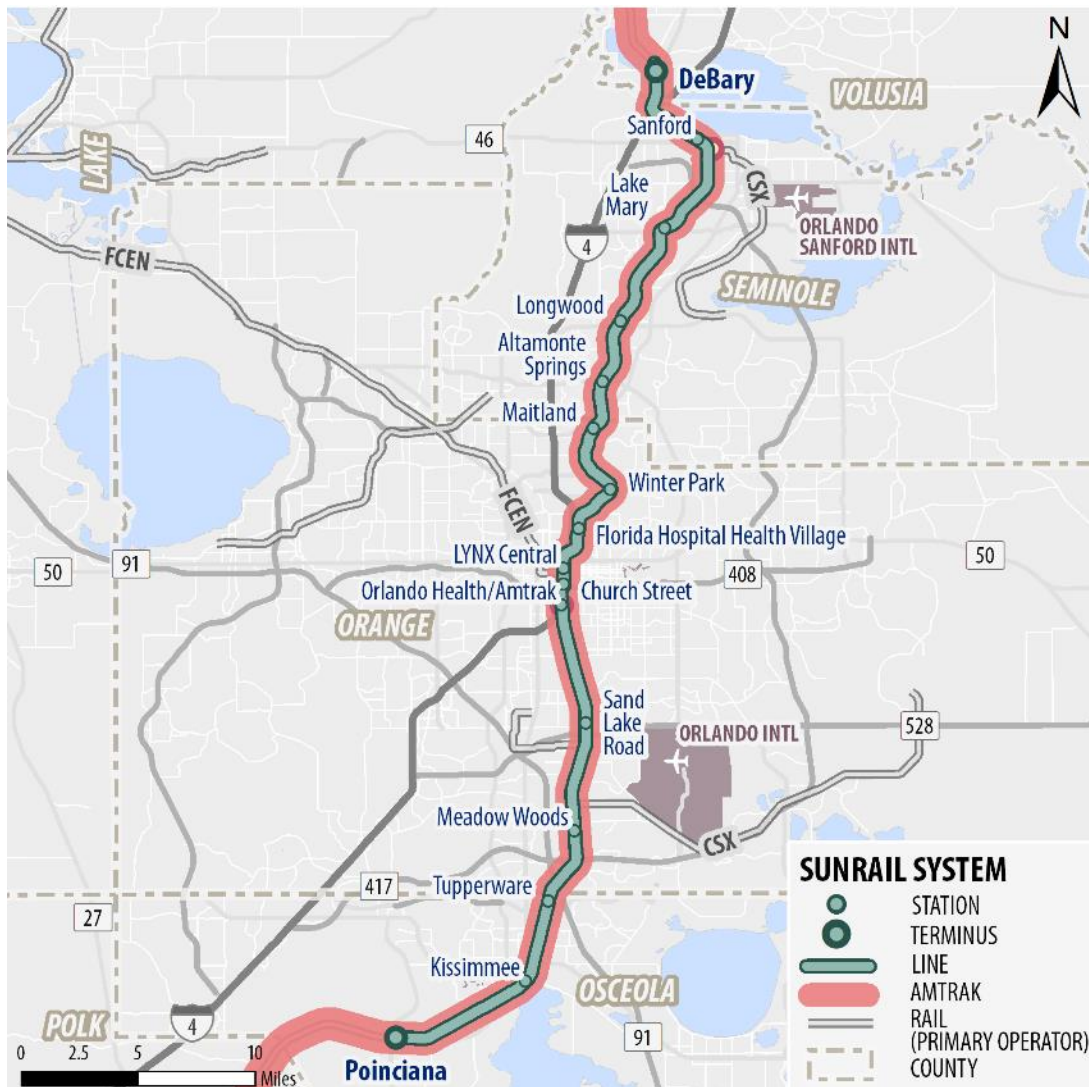 N
DeBary
VOLUSIA
Sanford
46
LAKE
CSX
Lake
Mary
ORLANDO
SANFORD INTL
4
FCEN
SEMINOLE
Longwood
Altamonte
Springs
Maitland
Winter Park
FCEN
Florida Hospital Health Village
LYNX Central
50
91
408
50
Orlando Health/Amtrak
Church Street
ORANGE
Sand
Lake
Road
ORLANDO INTL
528
Meadow Woods
CSX
417
Tupperware
27
Kissimmee
OSCEOLA
POLK
4
91
Poinciana
0 2.5 5 10
Miles
SUNRAIL SYSTEM
STATION
TERMINUS
LINE
AMTRAK
RAIL
(PRIMARY OPERATOR)
COUNTY